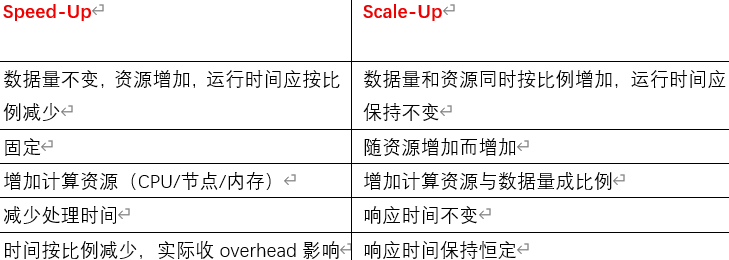 Speed-Up
Scale-Up
数据量不变,资源增加,运行时间应按比
例减少
数据量和资源同时按比例增加,运行时间应
保持不变
固定
随资源增加而增加
增加计算资源(CPU/节点/内存)
增加计算资源与数据量成比例
减少处理时间
响应时间不变
时间按比例减少,实际收 overhead 影响
响应时间保持恒定